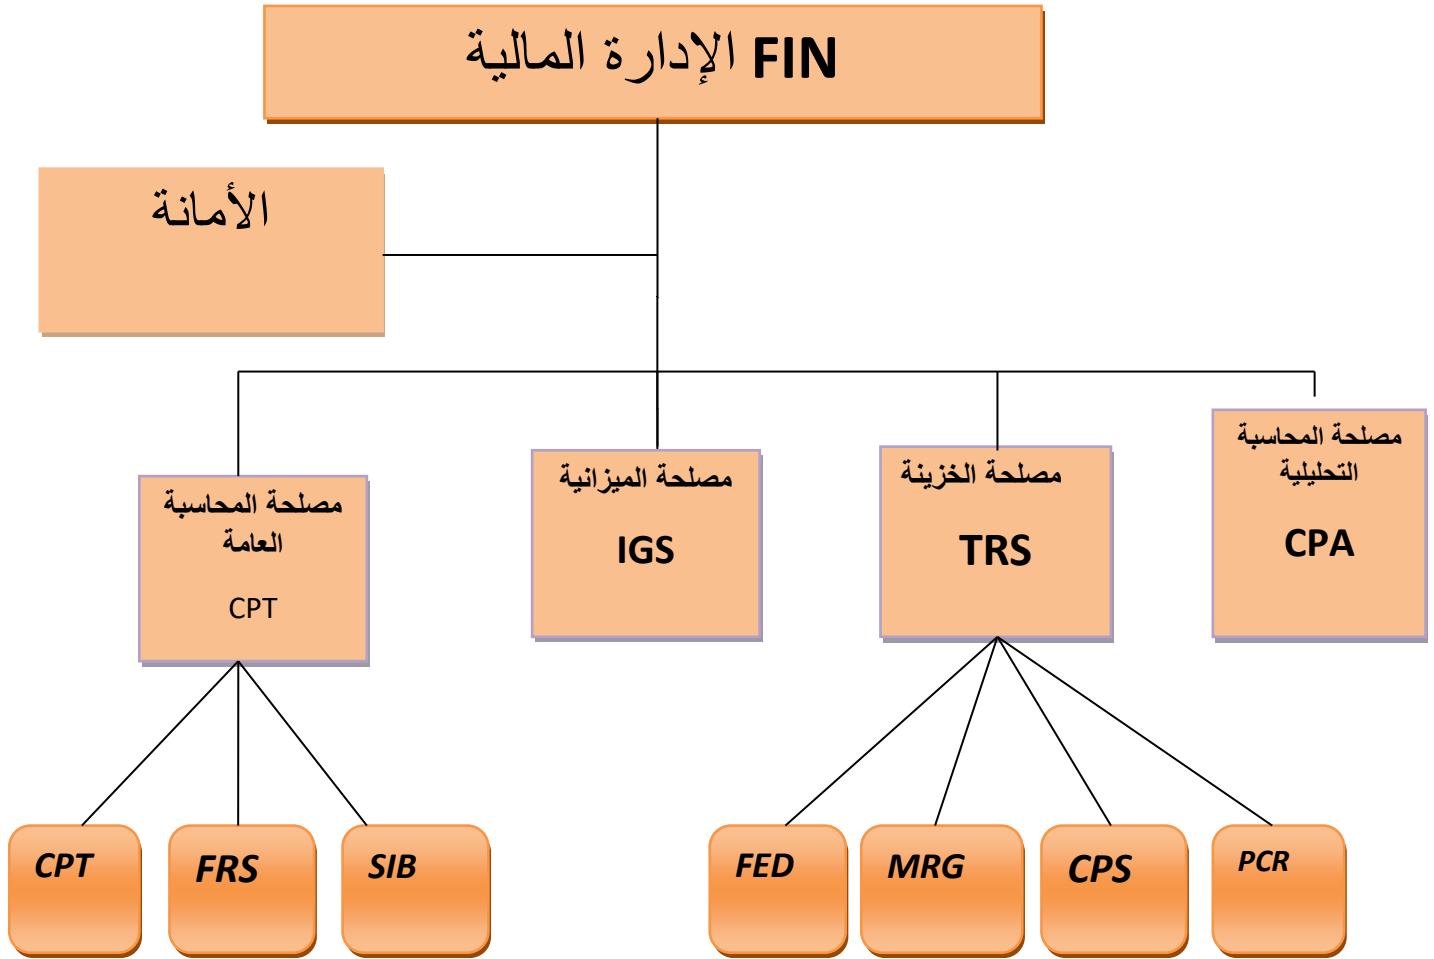 FIN الإدارة المالية
الأمانة
مصلحة المحاسبة
العامة
CPT
مصلحة الميزانية
IGS
مصلحة الخزينة
TRS
مصلحة المحاسبة
التحليلية
CPA
CPT
FRS
SIB
FED
MRG
CPS
PCR